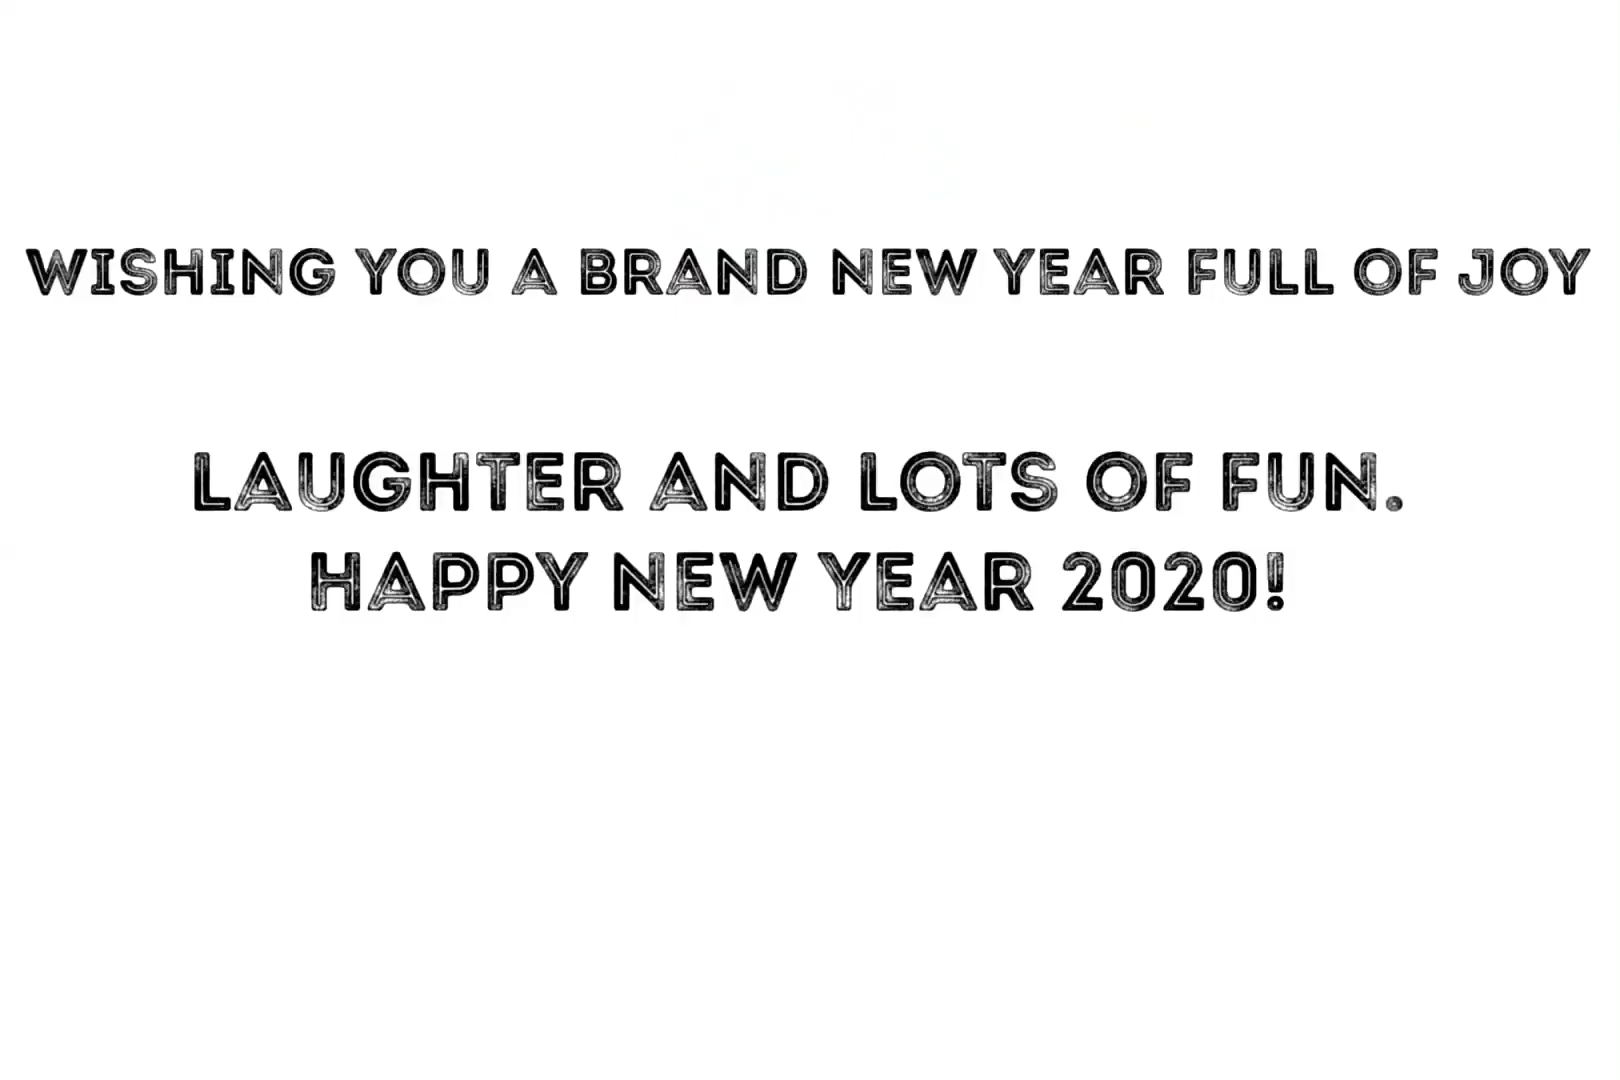 WISHING YOU A BRAND NEW YEAR FULL OF JOY
LAUGHTER AND LOTS OF FUN.
HAPPY NEW YEAR 2020!